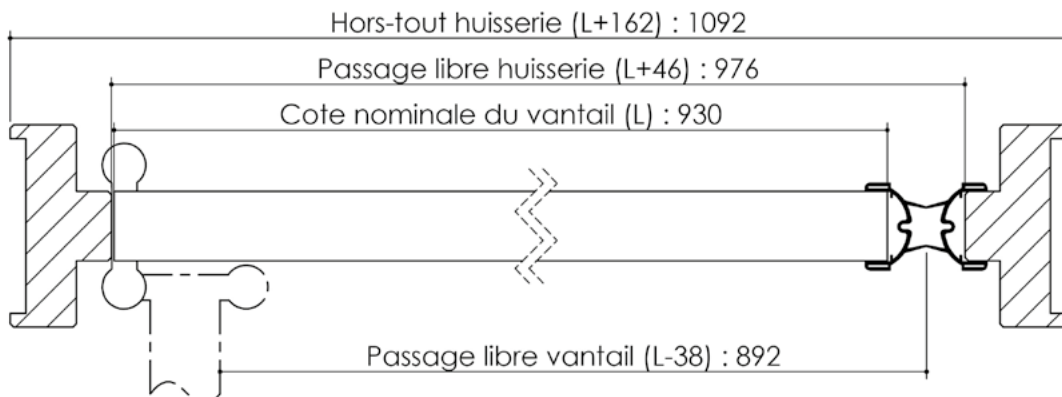 Hors-tout huisserie (L+162) : 1092
Passage libre huisserie (L+46) : 976
Cote nominale du vantail (L) : 930
Passage libre vantail (L-38) : 892